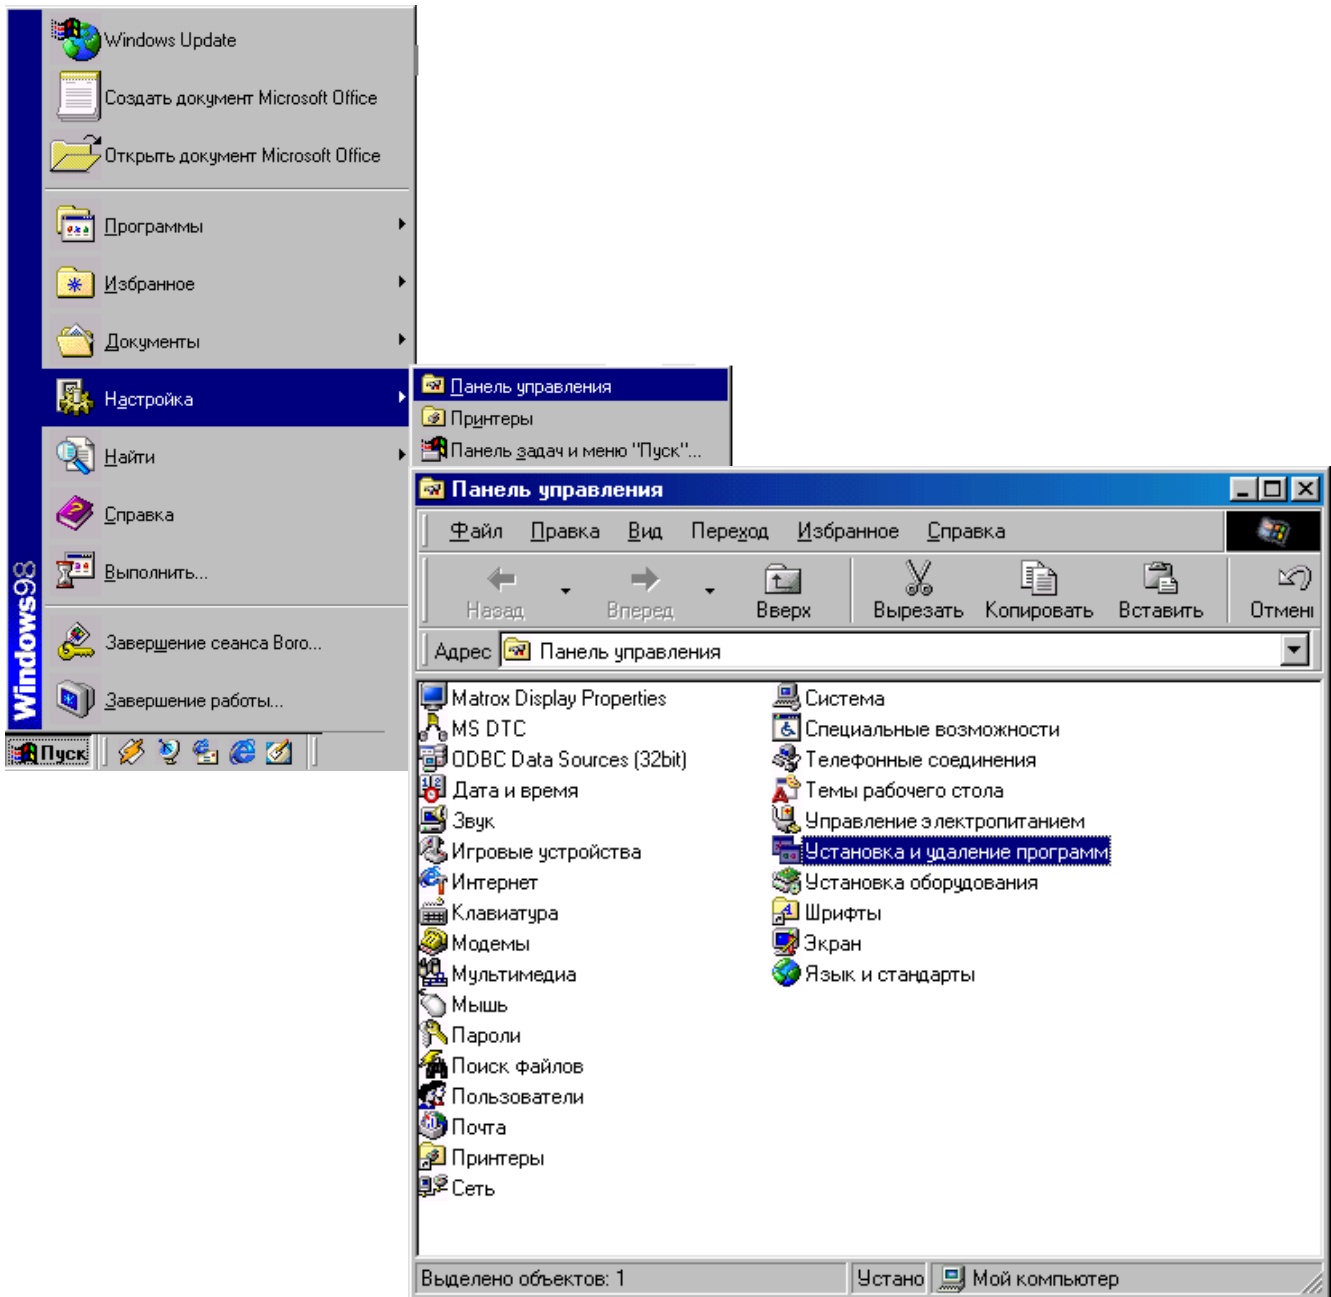 Windows Update
Создать документ Microsoft Office
Открыть документ Microsoft Office
Программы
Избранное
Документы
Настройка
Найти
Справка
Выполнить...
Завершение сеанса Boro...
Завершение работы...
Windows98
Пуск
Панель управления
Принтеры
Панель задач и меню "Пуск"...
Панель управления
Файл Правка Вид Переход Избранное Справка
Назад Вперед Вверх Вырезать Копировать Вставить Отмени
Адрес Панель управления
Matrox Display Properties
MS DTC
ODBC Data Sources (32bit)
Дата и время
Звук
Игровые устройства
Интернет
Клавиатура
Модемы
Мультимедиа
Мышь
Пароли
Поиск файлов
Пользователи
Почта
Принтеры
Сеть
Система
Специальные возможности
Телефонные соединения
Темы рабочего стола
Управление электропитанием
Установка и удаление программ
Установка оборудования
Шрифты
Экран
Язык и стандарты
Выделено объектов: 1 Устано Мой компьютер